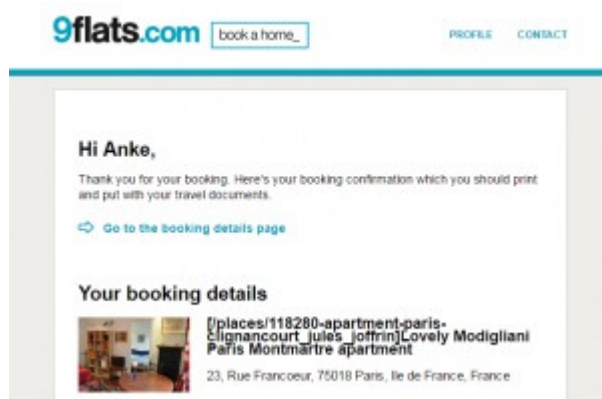 9flats.com book a home_ PROFILE CONTACT
Hi Anke,
Thank you for your booking. Here's your booking confirmation which you should print
and put with your travel documents.
Go to the booking details page
Your booking details
[/places/118280-apartment-paris-
clignancourt_jules_joffrin]Lovely Modigliani
Paris Montmartre apartment
23, Rue Francoeur, 75018 Paris, Ile de France, France